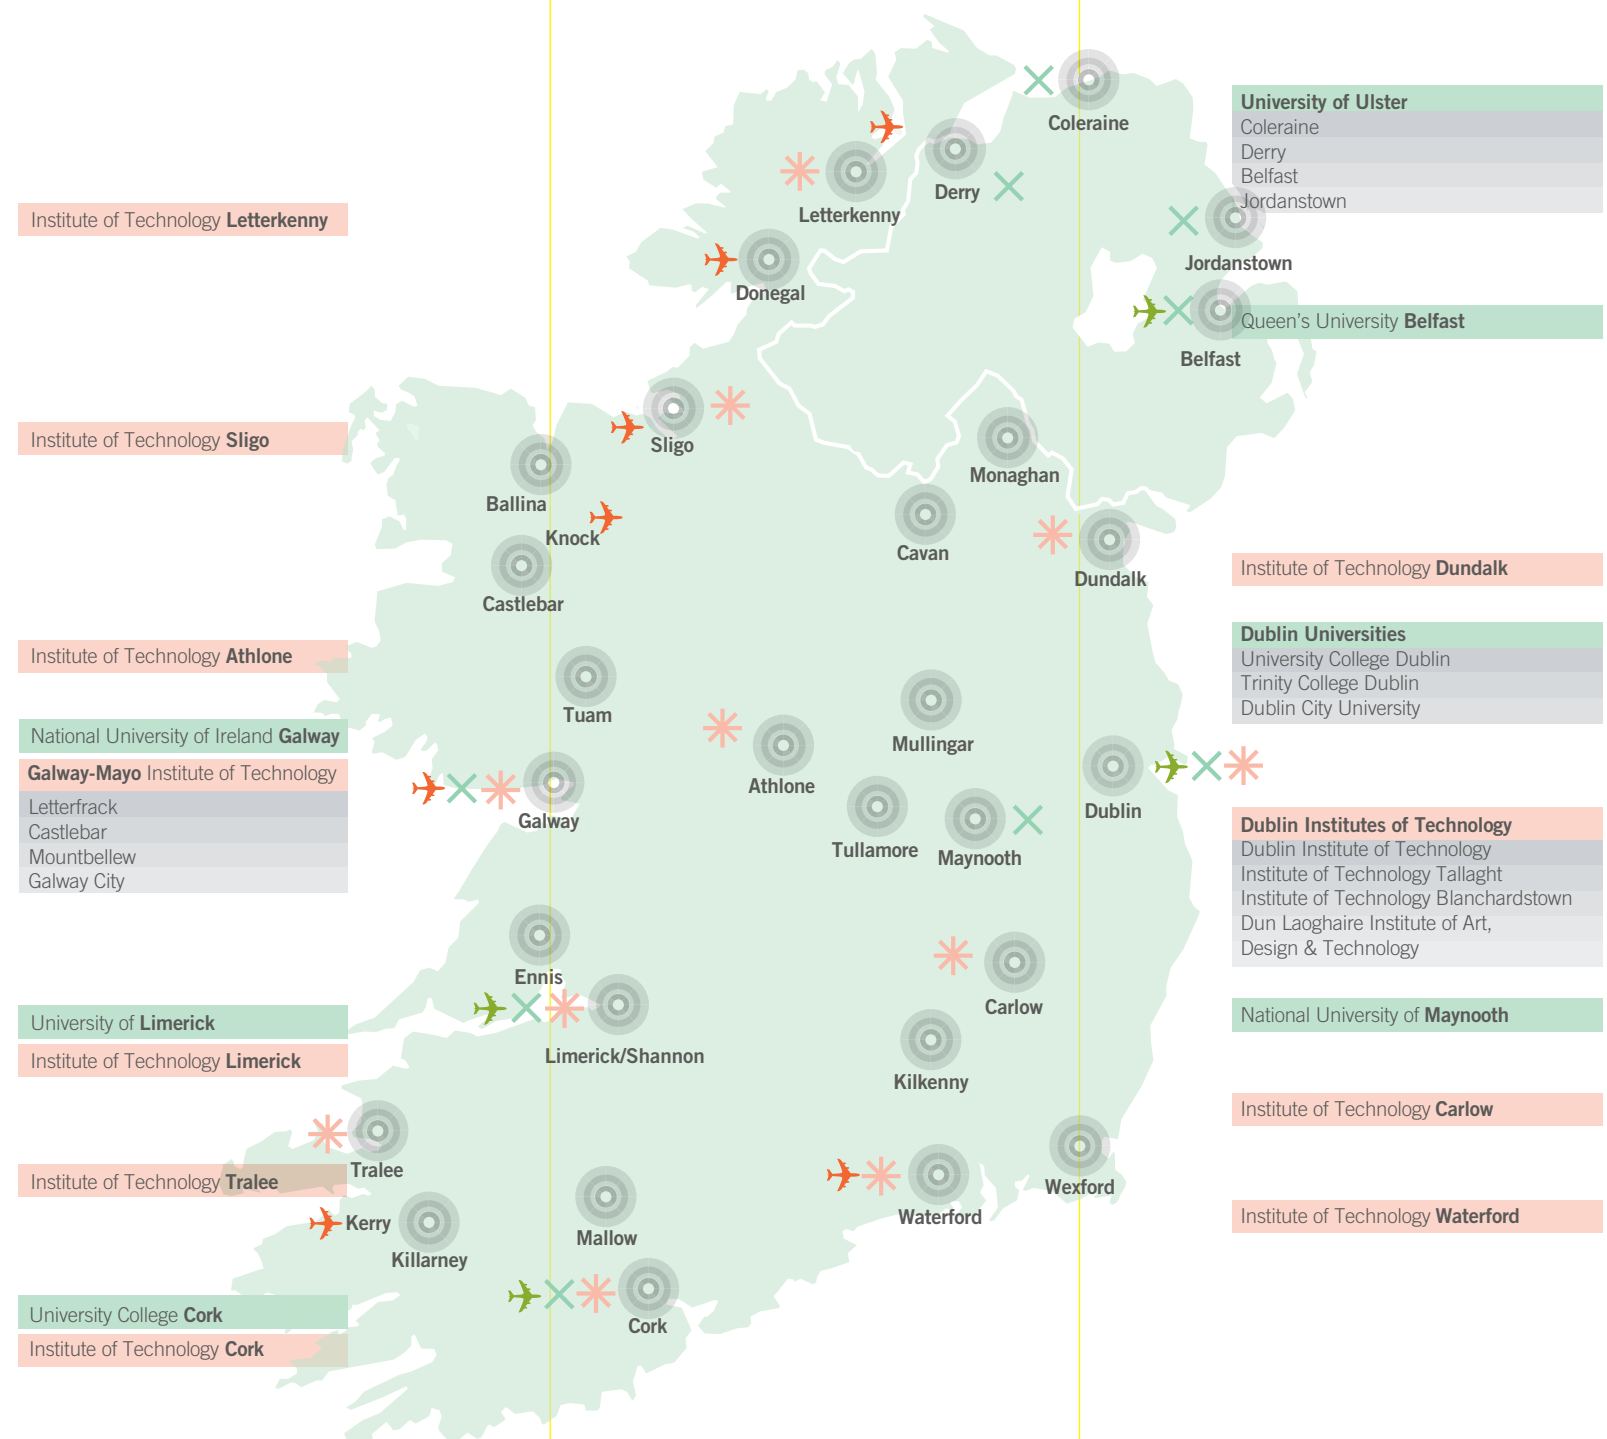 Institute of Technology Letterkenny
Institute of Technology Sligo
Institute of Technology Athlone
National University of Ireland Galway
Galway-Mayo Institute of Technology
Letterfrack
Castlebar
Mountbellew
Galway City
University of Limerick
Institute of Technology Limerick
Institute of Technology Tralee
University College Cork
Institute of Technology Cork
Coleraine
Derry
Letterkenny
Donegal
Jordanstown
Belfast
Sligo
Ballina
Knock
Castlebar
Monaghan
Cavan
Dundalk
Tuam
Mullingar
Athlone
Galway
Tullamore
Maynooth
Dublin
Ennis
Limerick/Shannon
Carlow
Kilkenny
Tralee
Kerry
Killarney
Mallow
Cork
Waterford
Wexford
University of Ulster
Coleraine
Derry
Belfast
Jordanstown
Queen's University Belfast
Institute of Technology Dundalk
Dublin Universities
University College Dublin
Trinity College Dublin
Dublin City University
Dublin Institutes of Technology
Dublin Institute of Technology
Institute of Technology Tallaght
Institute of Technology Blanchardstown
Dun Laoghaire Institute of Art,
Design & Technology
National University of Maynooth
Institute of Technology Carlow
Institute of Technology Waterford